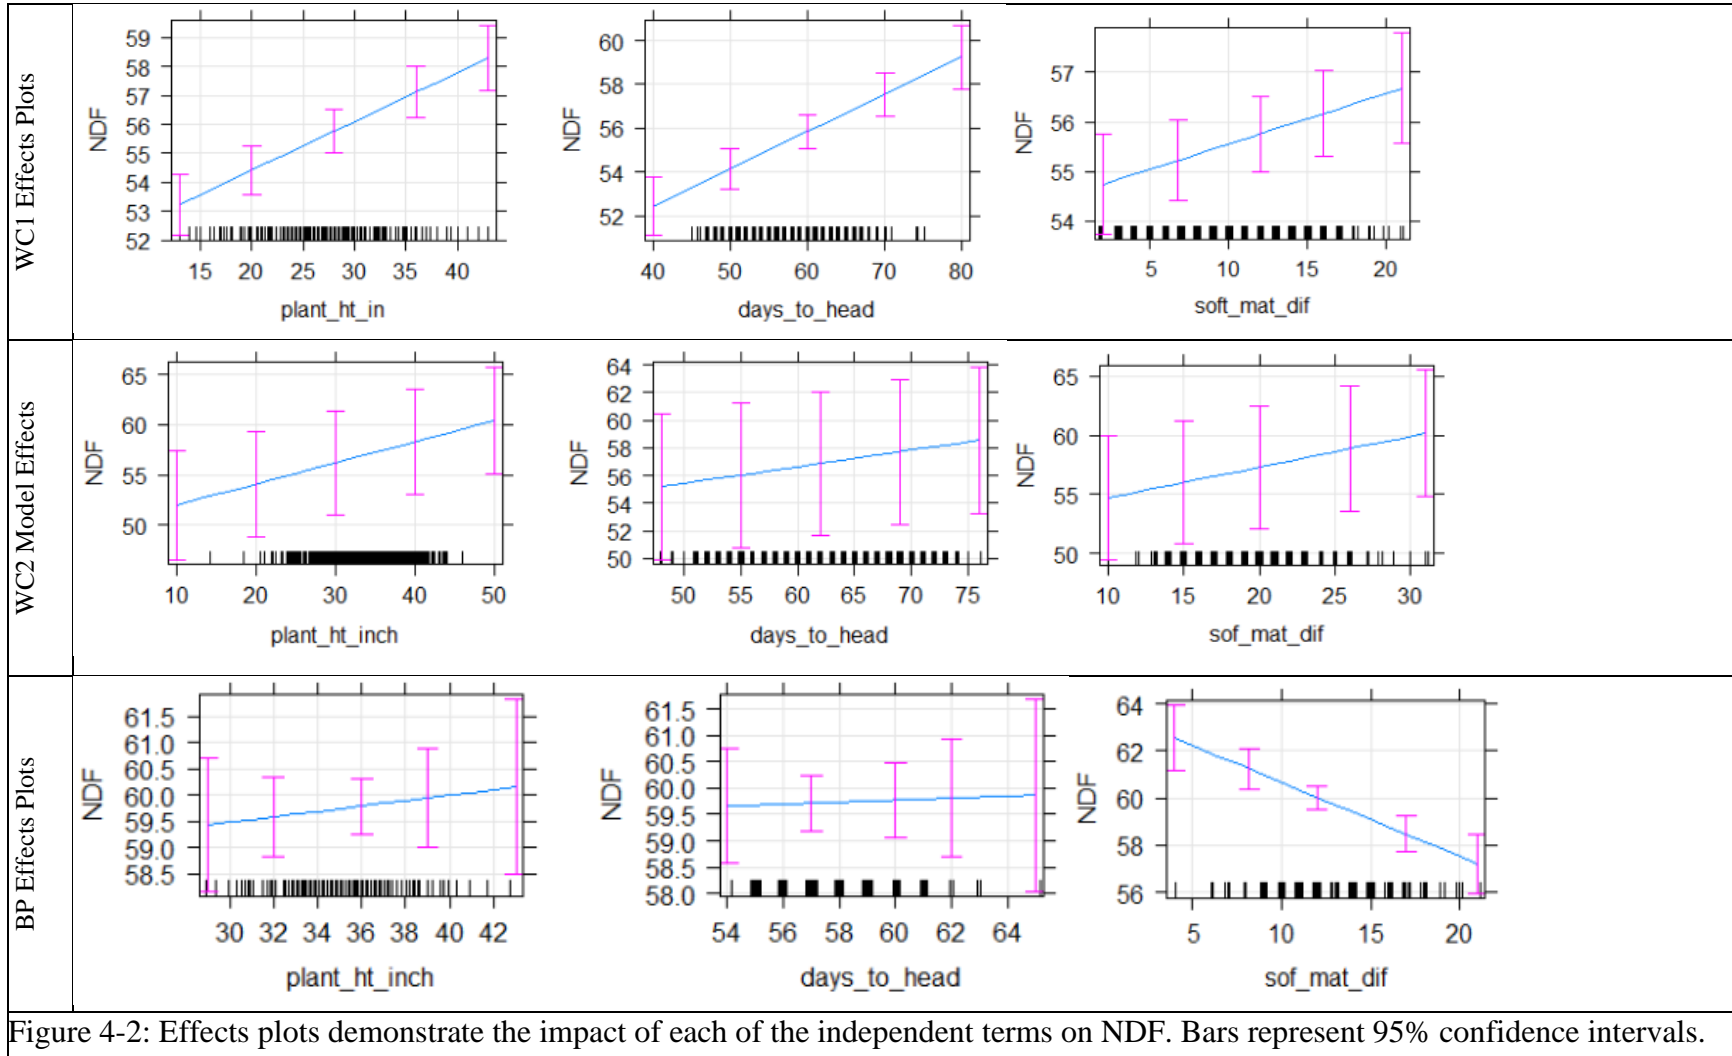 WC1 Effects Plots
NDF
59
58
57
56
55
54
53
52
15 20 25 30 35 40
plant_ht_in
NDF
60
58
56
54
52
40 50 60 70 80
days_to_head
NDF
57
56
55
54
5 10 15 20
soft_mat_dif
WC2 Model Effects
NDF
65
60
55
50
10 20 30 40 50
plant_ht_inch
NDF
64
62
60
58
56
54
52
50
50 55 60 65 70 75
days_to_head
NDF
65
60
55
50
10 15 20 25 30
sof_mat_dif
BP Effects Plots
NDF
61.5
61.0
60.5
60.0
59.5
59.0
58.5
30 32 34 36 38 40 42
plant_ht_inch
NDF
61.5
61.0
60.5
60.0
59.5
59.0
58.5
58.0
54 56 58 60 62 64
days_to_head
NDF
64
62
60
58
56
5 10 15 20
sof_mat_dif
Figure 4-2: Effects plots demonstrate the impact of each of the independent terms on NDF. Bars represent 95% confidence intervals.